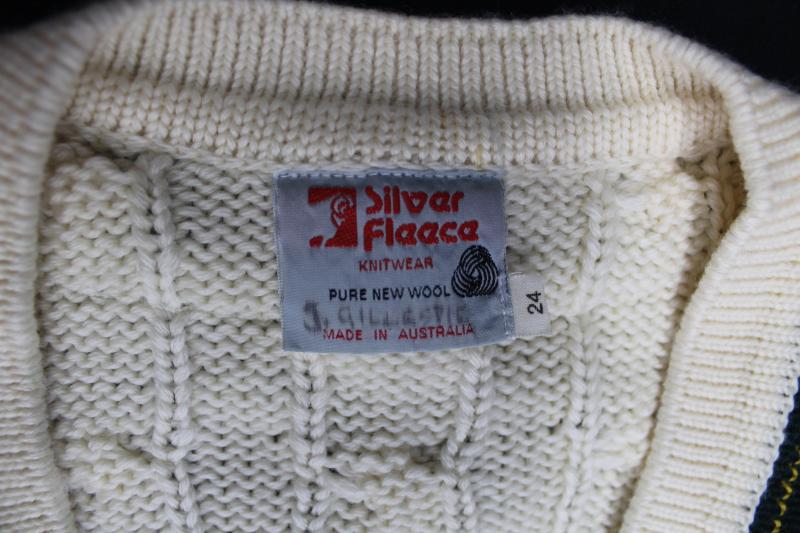 Silver
Fleece
KNITWEAR
PURE NEW WOOL
J. GILLESPIE
MADE IN AUSTRALIA
24